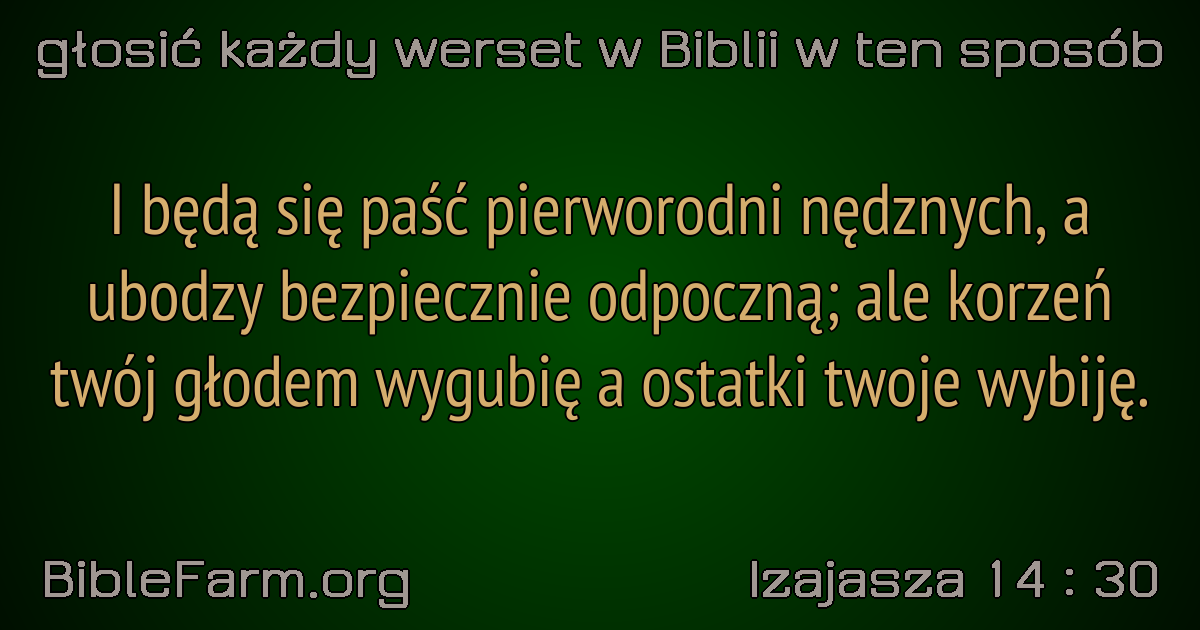 głosić każdy werset w Biblii w ten sposób
I będą się paść pierworodni nędznych, a
ubodzy bezpiecznie odpoczną; ale korzeń
twój głodem wygubię a ostatki twoje wybiję.
BibleFarm.org
Izajasza 14 : 30